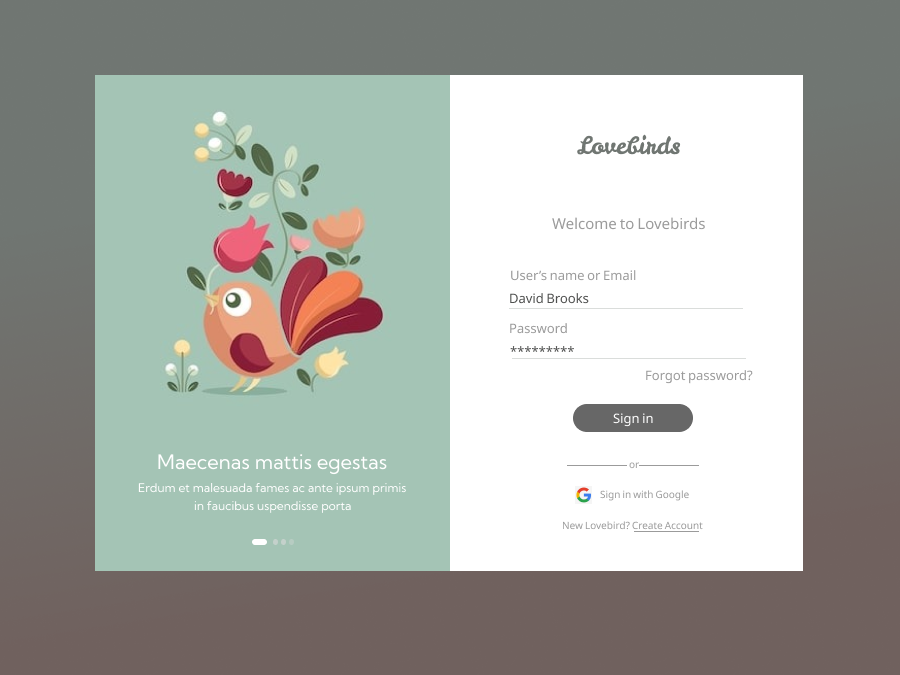 Maecenas mattis egestas
Erdum et malesuada fames ac ante ipsum primis
in faucibus uspendisse porta
Lovebirds
Welcome to Lovebirds
User’s name or Email
David Brooks
Password
*********
Forgot password?
Sign in
or
Sign in with Google
New Lovebird? Create Account